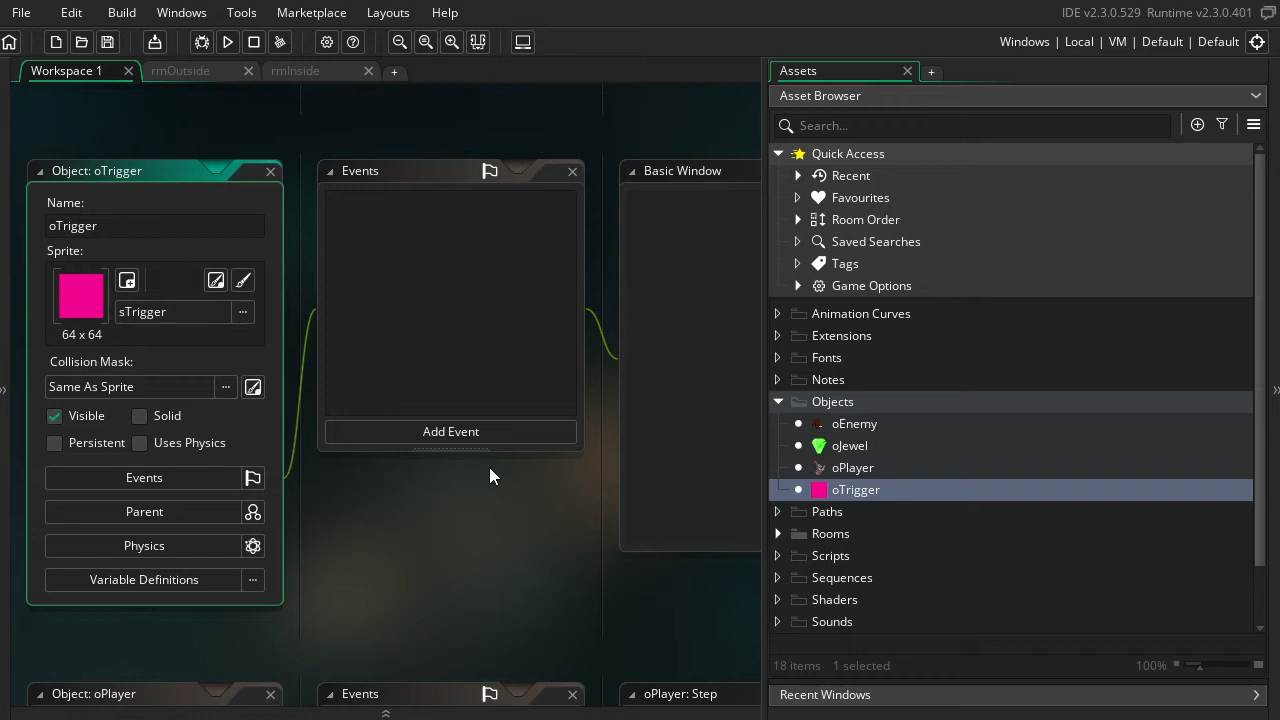 File Edit Build Windows Tools Marketplace Layouts Help IDE v2.3.0.529 Runtime v2.3.0.401
Windows | Local | VM | Default | Default
Workspace 1 rmOutside rmInside
Assets
Asset Browser
Search...
Quick Access
Recent
Favourites
Room Order
Saved Searches
Tags
Game Options
Animation Curves
Extensions
Fonts
Notes
Objects
oEnemy
oJewel
oPlayer
oTrigger
Paths
Rooms
Scripts
Sequences
Shaders
Sounds
18 items 1 selected 100%
Recent Windows
Object: oTrigger
Name:
oTrigger
Sprite:
sTrigger
64 x 64
Collision Mask:
Same As Sprite
Visible Solid
Persistent Uses Physics
Events
Parent
Physics
Variable Definitions
Events
Add Event
Basic Window
Object: oPlayer
Events
oPlayer: Step